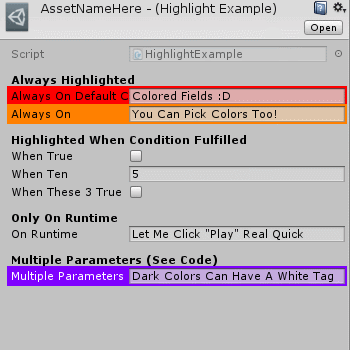 AssetNameHere - (Highlight Example)
Open
Script HighlightExample
Always Highlighted
Always On Default C Colored Fields :D
Always On You Can Pick Colors Too!
Highlighted When Condition Fulfilled
When True
When Ten 5
When These 3 True
Only On Runtime
On Runtime Let Me Click "Play" Real Quick
Multiple Parameters (See Code)
Multiple Parameters Dark Colors Can Have A White Tag